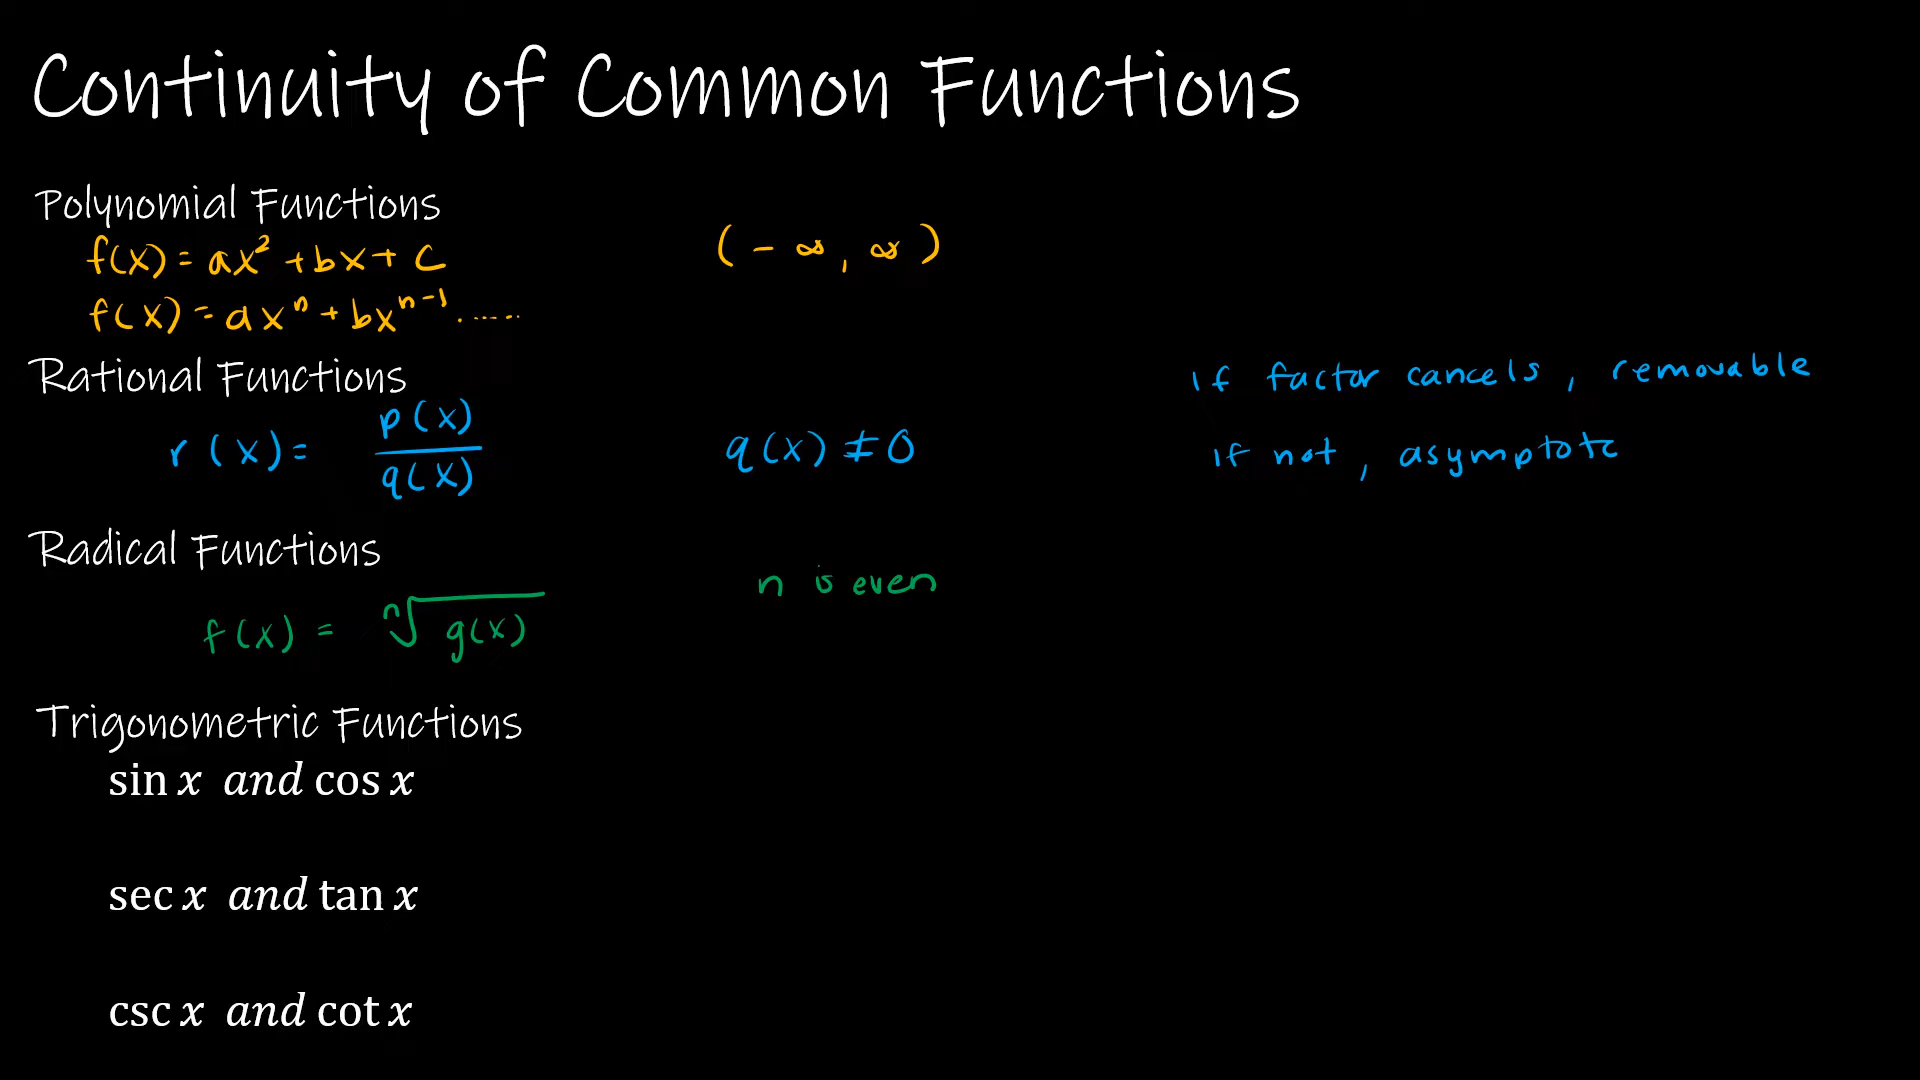 Continuity of Common Functions
Polynomial Functions
f(x) = ax² + bx + c
(-∞, ∞)
f(x) = axⁿ + bxⁿ⁻¹ ......
Rational Functions
If factor cancels, removable
r(x) = p(x)/q(x)
q(x) ≠ 0
If not, asymptote
Radical Functions
n is even
f(x) = ⁿ√g(x)
Trigonometric Functions
sin x and cos x
sec x and tan x
csc x and cot x